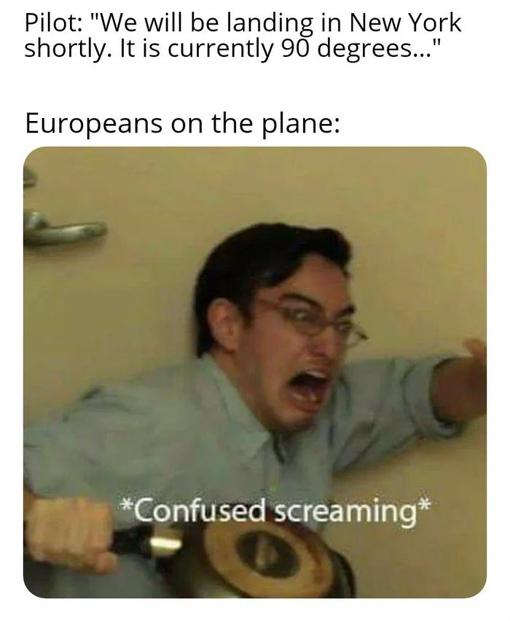 Pilot: "We will be landing in New York
shortly. It is currently 90 degrees..."
Europeans on the plane:
*Confused screaming*